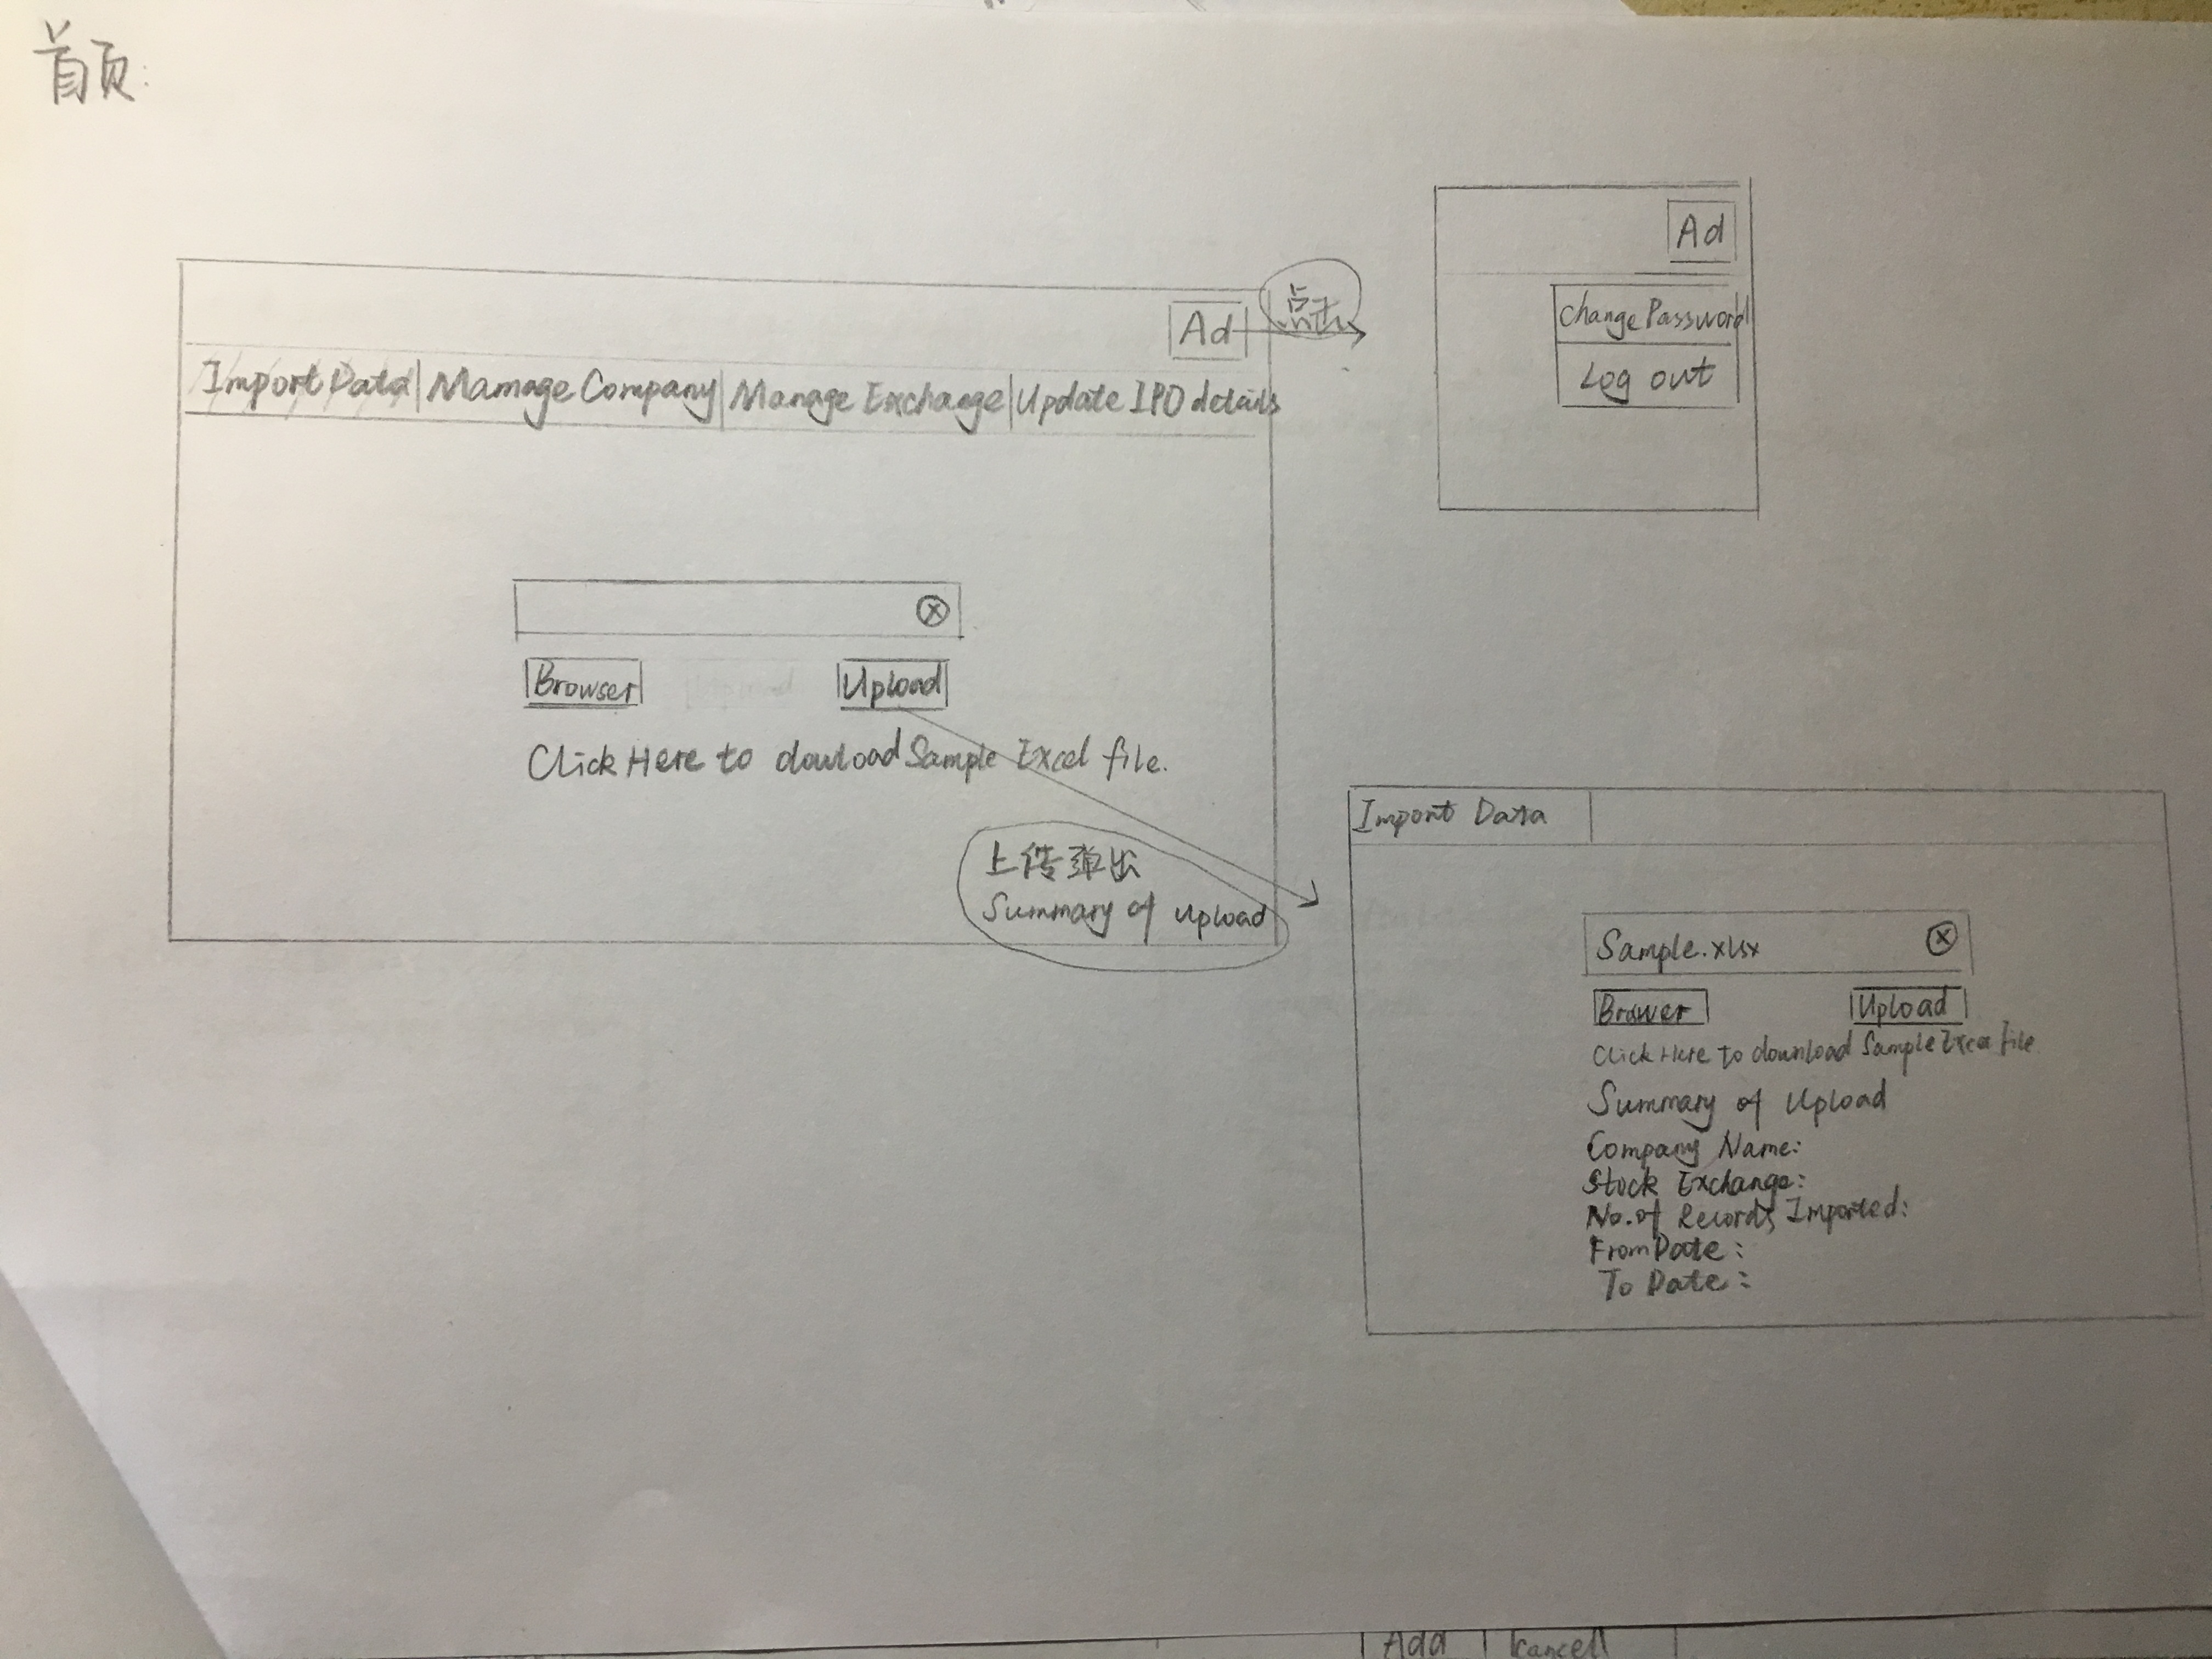 首页:
Ad
点击
Import Data Mamage Company Manage Exchange Update IPO details
Browser Upload
Click Here to dowload Sample Excel file.
上传弹出
Summary of upload
Ad
Change Password
Log out
Import Data
Sample.xlsx
Brower Upload
Click Here to download Sample Excel file
Summary of Upload
Company Name:
Stock Exchange:
No. of Records Imported:
From Date:
To Date:
Add Cancel